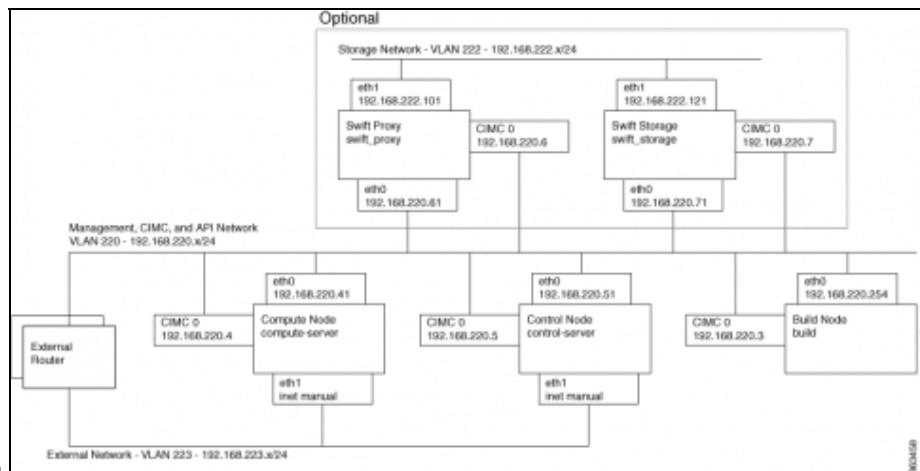 Optional
Storage Network - VLAN 222 - 192.168.222.x/24
eth1
192.168.222.101
eth1
192.168.222.121
Swift Proxy
swift_proxy
CIMC 0
192.168.220.6
Swift Storage
swift_storage
CIMC 0
192.168.220.7
eth0
192.168.220.61
eth0
192.168.220.71
Management, CIMC, and API Network
VLAN 220 - 192.168.220.x/24
eth0
192.168.220.41
eth0
192.168.220.51
eth0
192.168.220.254
CIMC 0
192.168.220.4
Compute Node
compute-server
CIMC 0
192.168.220.5
Control Node
control-server
CIMC 0
192.168.220.3
Build Node
build
External
Router
eth1
inet manual
eth1
inet manual
External Network - VLAN 223 - 192.168.223.x/24